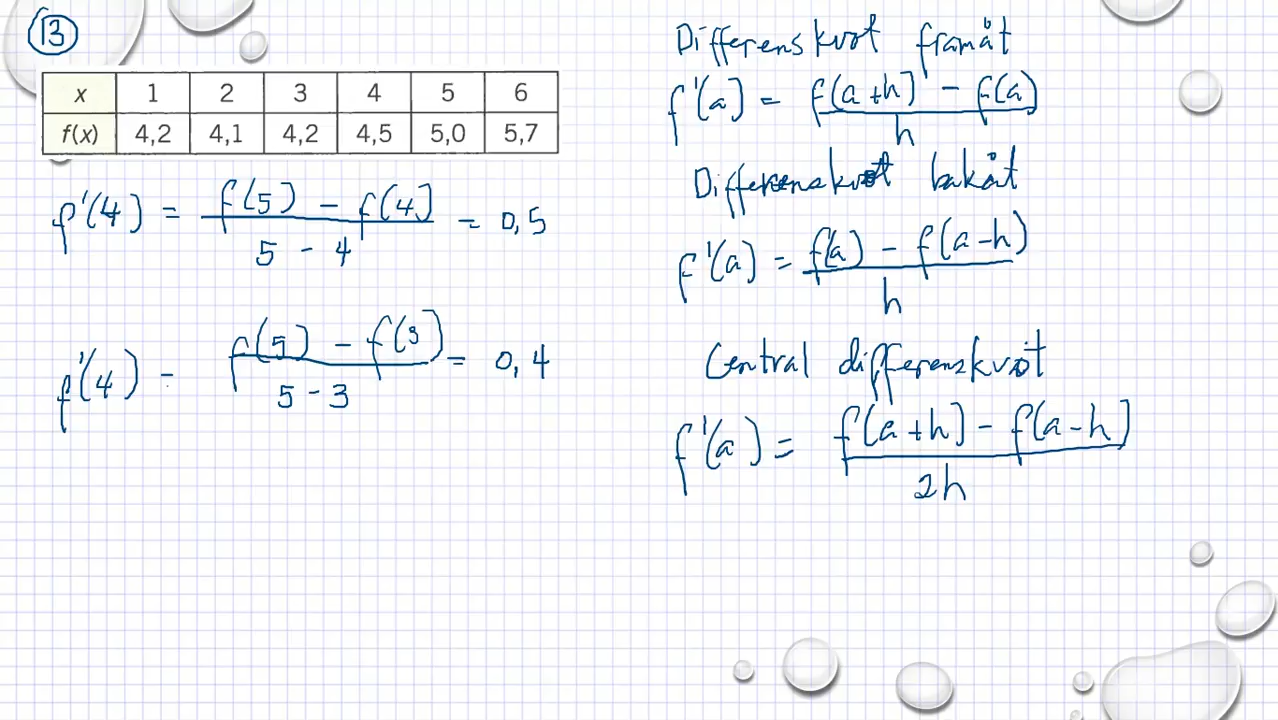 13
x 1 2 3 4 5 6
f(x) 4,2 4,1 4,2 4,5 5,0 5,7
f'(4) = (f(5) - f(4)) / (5 - 4) = 0,5
f'(4) = (f(5) - f(3)) / (5 - 3) = 0,4
Differenskvot framåt
f'(a) = (f(a+h) - f(a)) / h
Differenskvot bakåt
f'(a) = (f(a) - f(a-h)) / h
Central differenskvot
f'(a) = (f(a+h) - f(a-h)) / 2h